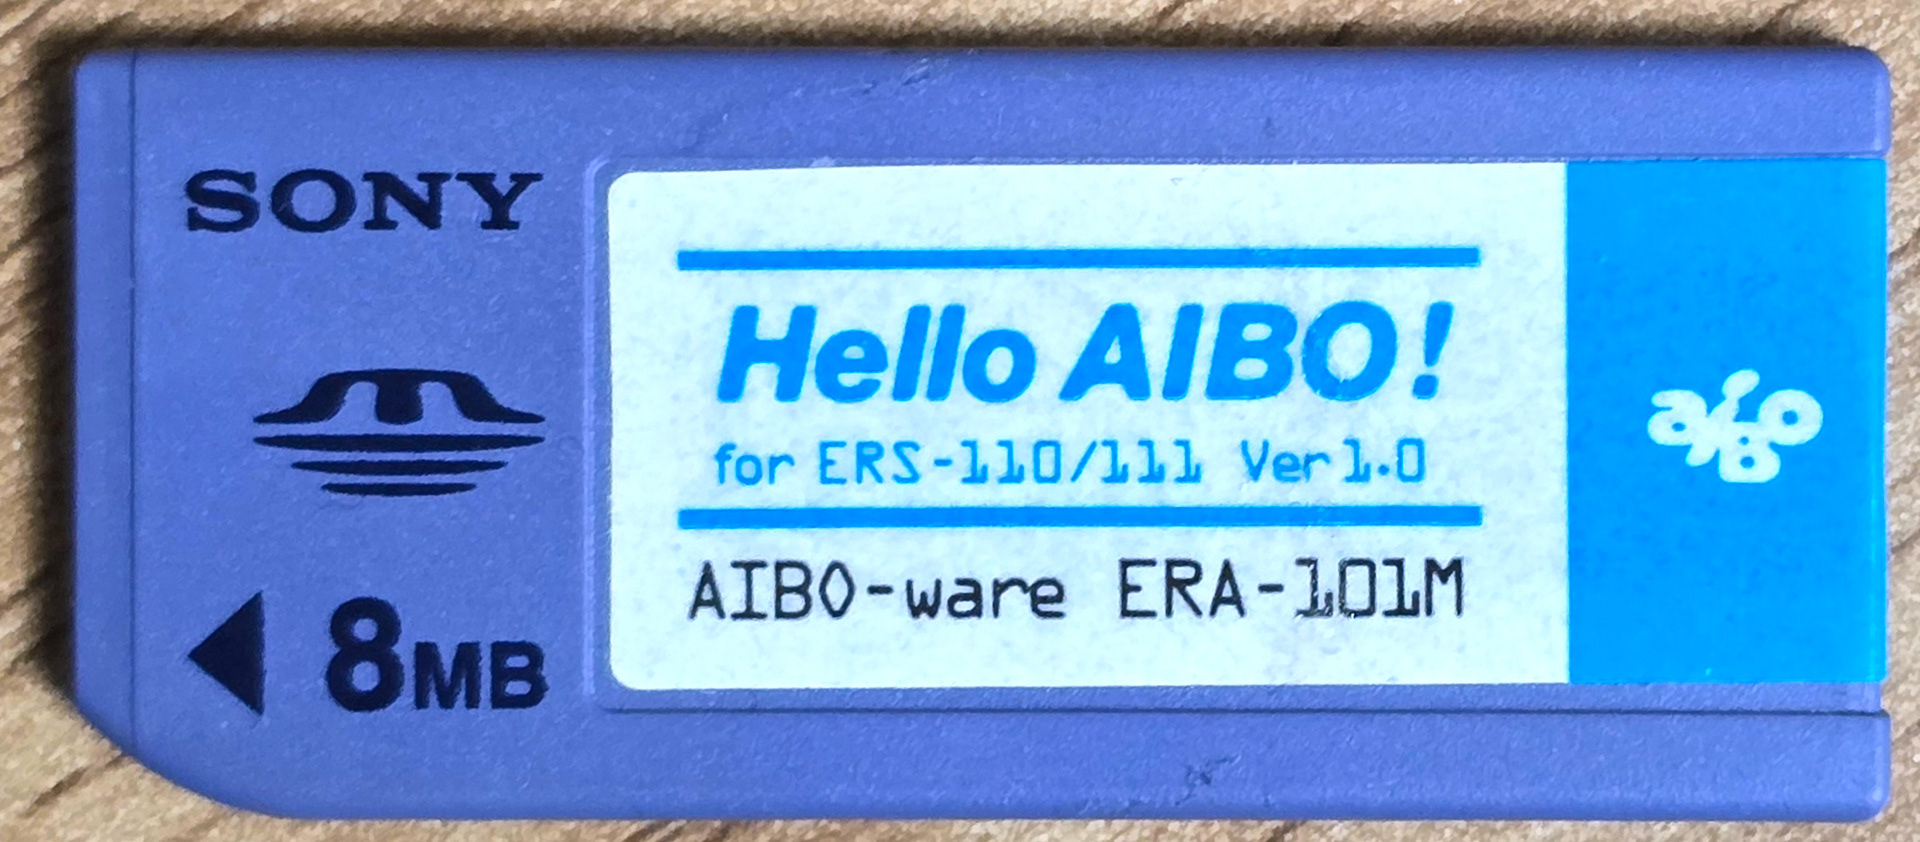 SONY
8MB
Hello AIBO!
for ERS-110/111 Ver1.0
AIBO-ware ERA-101M
aiBo